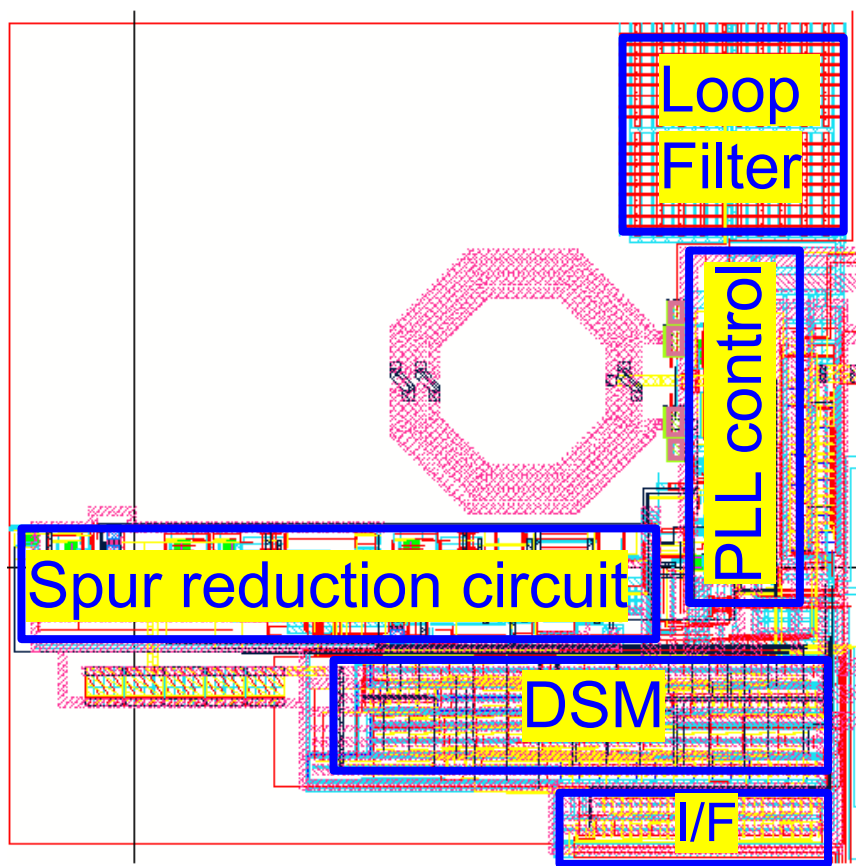 Loop
Filter
PLL control
Spur reduction circuit
DSM
I/F